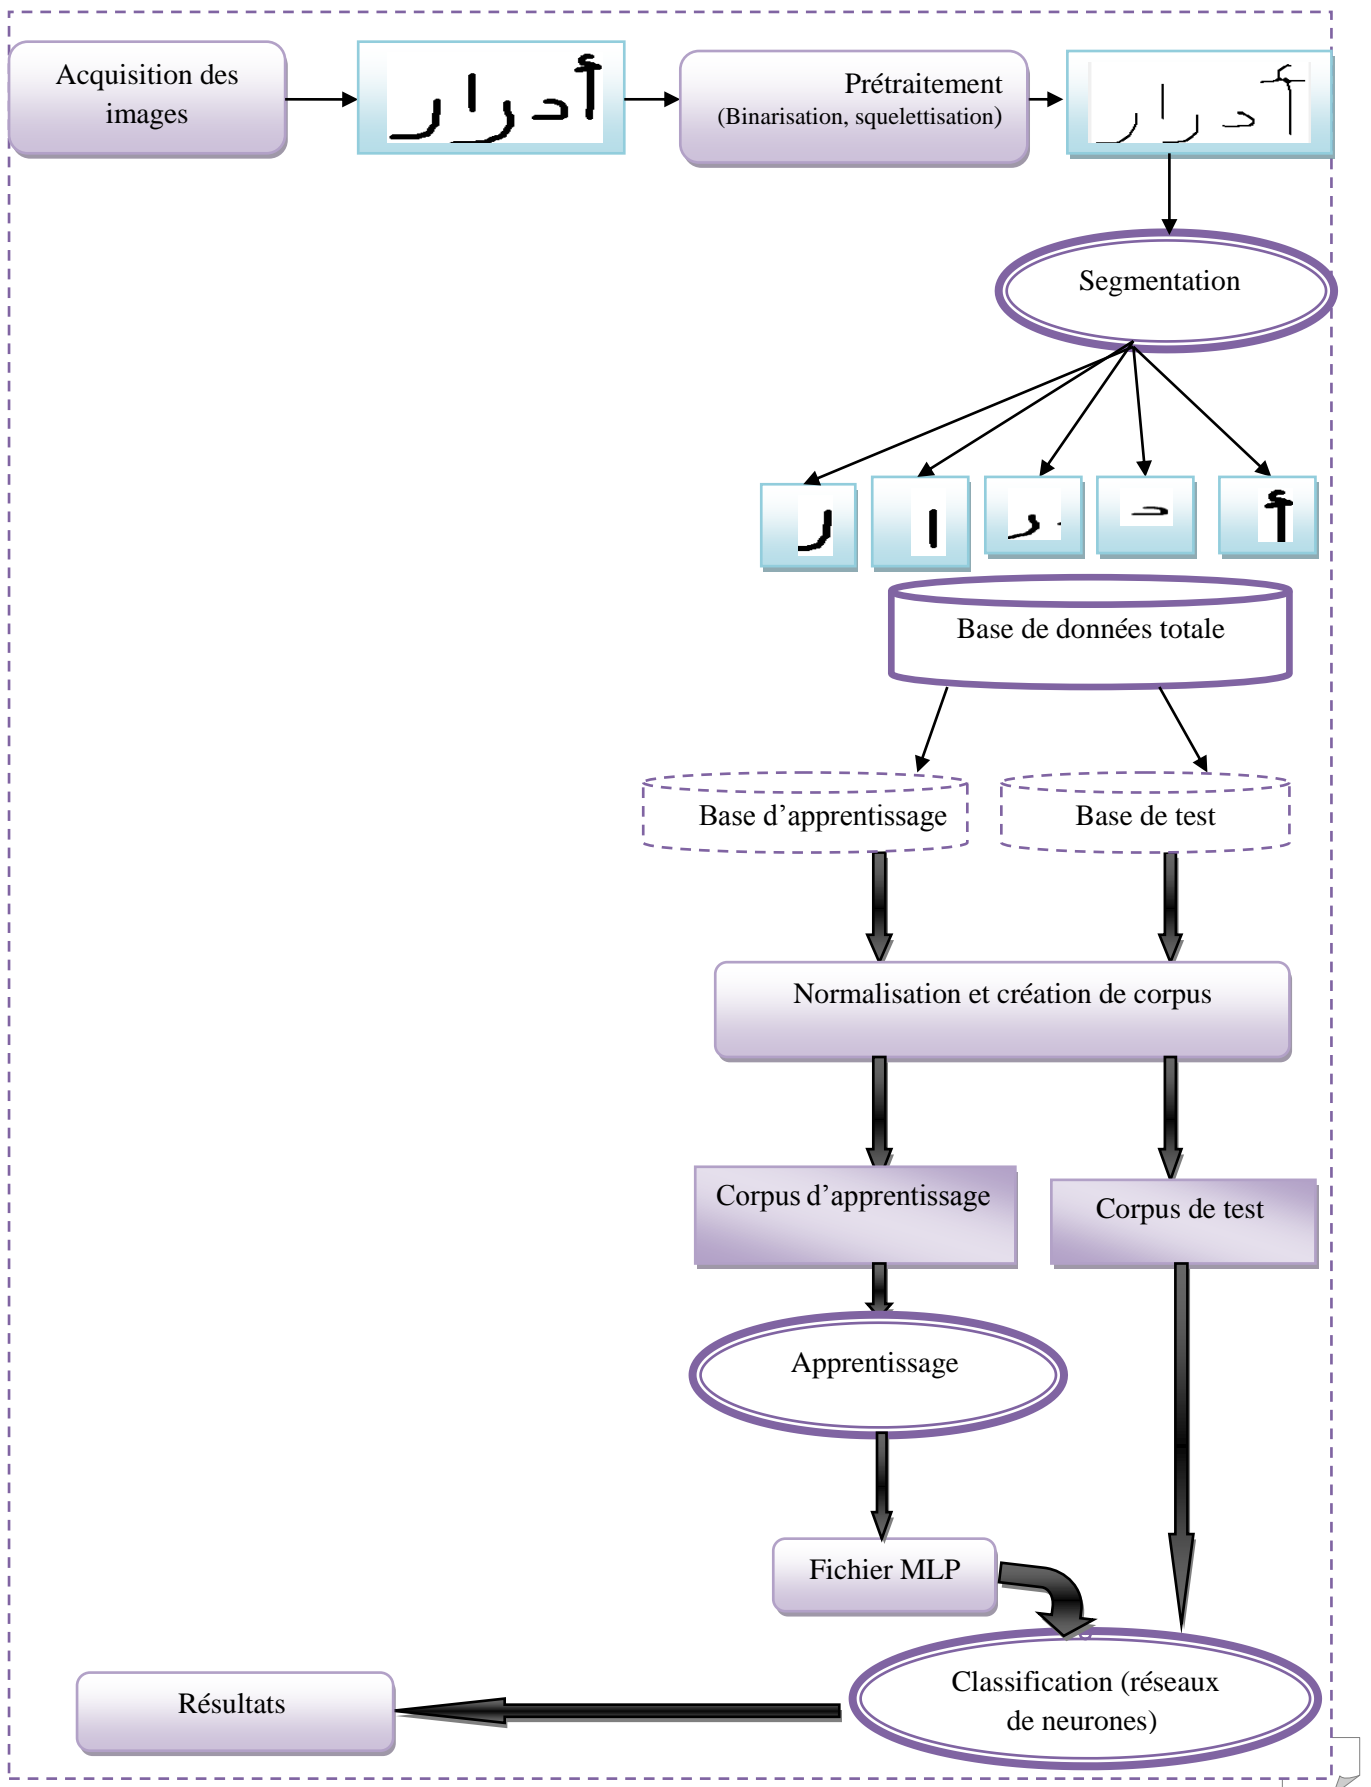 Acquisition des
images
أدرار
Prétraitement
(Binarisation, squelettisation)
أدرار
Segmentation
ر
ا
ر
د
أ
Base de données totale
Base d’apprentissage
Base de test
Normalisation et création de corpus
Corpus d’apprentissage
Corpus de test
Apprentissage
Fichier MLP
Classification (réseaux
de neurones)
Résultats